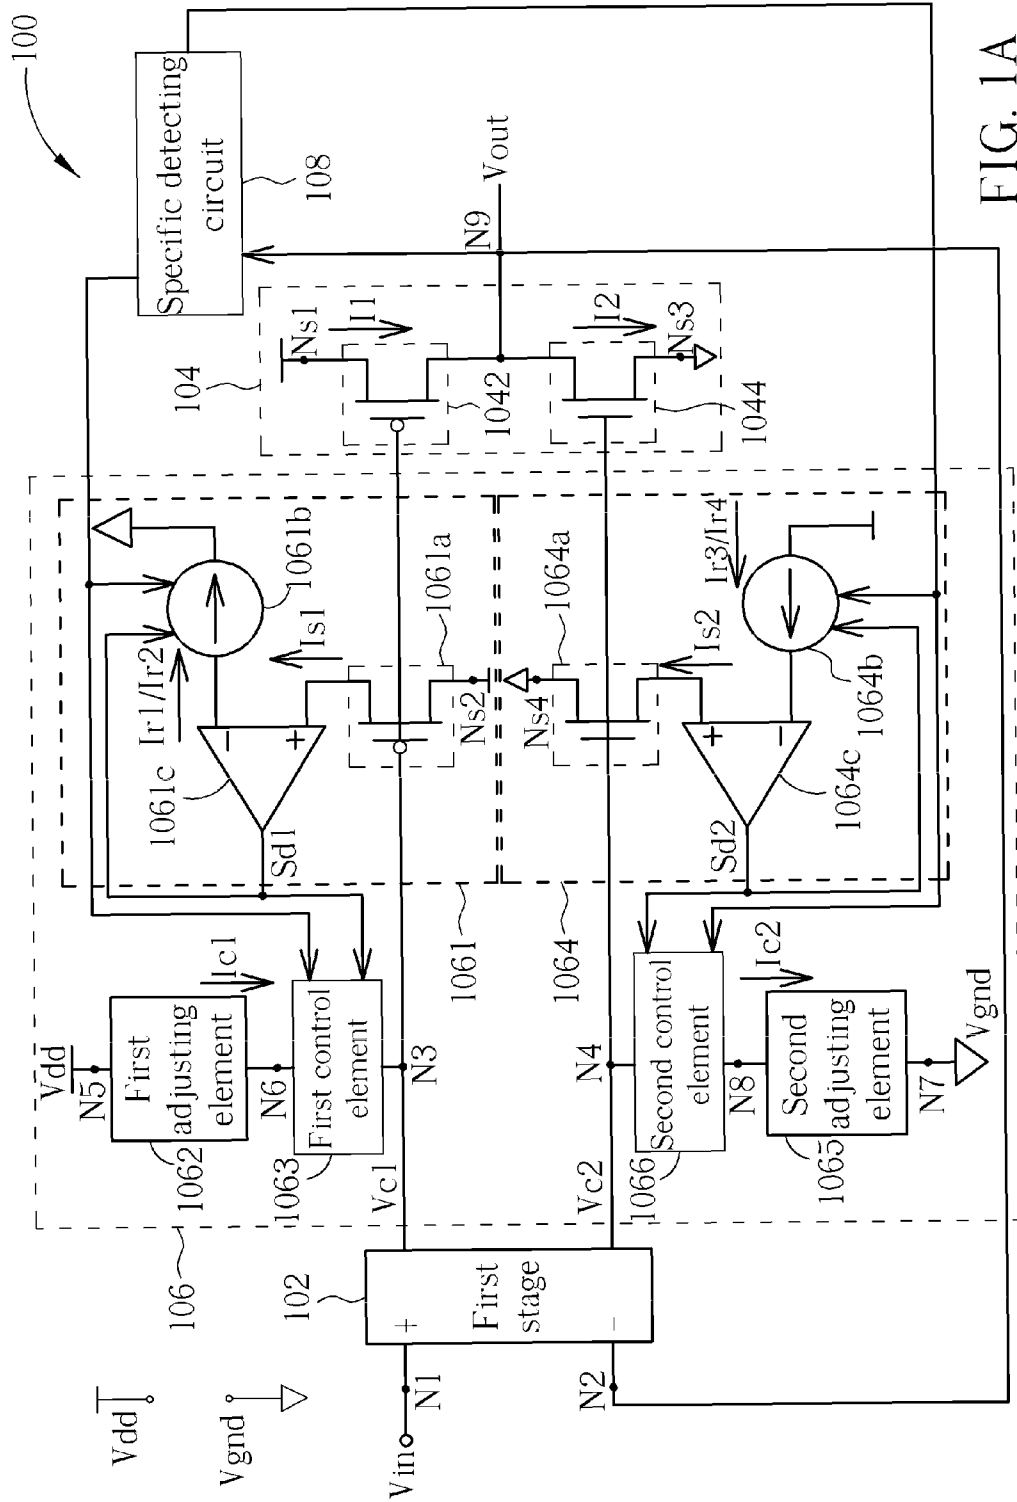 100
Specific detecting
circuit
108
Vdd
Vgnd
106
Vdd
N5
First
adjusting
element
1062
Ic1
N6
First control
element
1063
Vc1
N3
1061
Sd1
1061c
−
+
Ir1/Ir2
1061b
Is1
1061a
Ns2
104
Ns1
I1
1042
N9
Vout
I2
Ns3
1044
Vin
N1
102
+
First
stage
−
N2
Vc2
N4
1064
Ns4
1064a
Is2
Ir3/Ir4
1064b
+
−
1064c
Sd2
Second control
element
1066
Ic2
N8
Second
adjusting
element
1065
N7
Vgnd
FIG. 1A